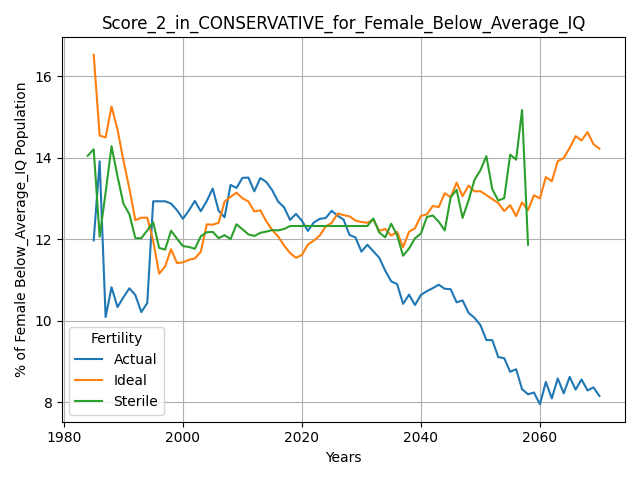 Score_2_in_CONSERVATIVE_for_Female_Below_Average_IQ
% of Female Below_Average_IQ Population
16
14
12
10
8
Fertility
Actual
Ideal
Sterile
1980
2000
2020
2040
2060
Years